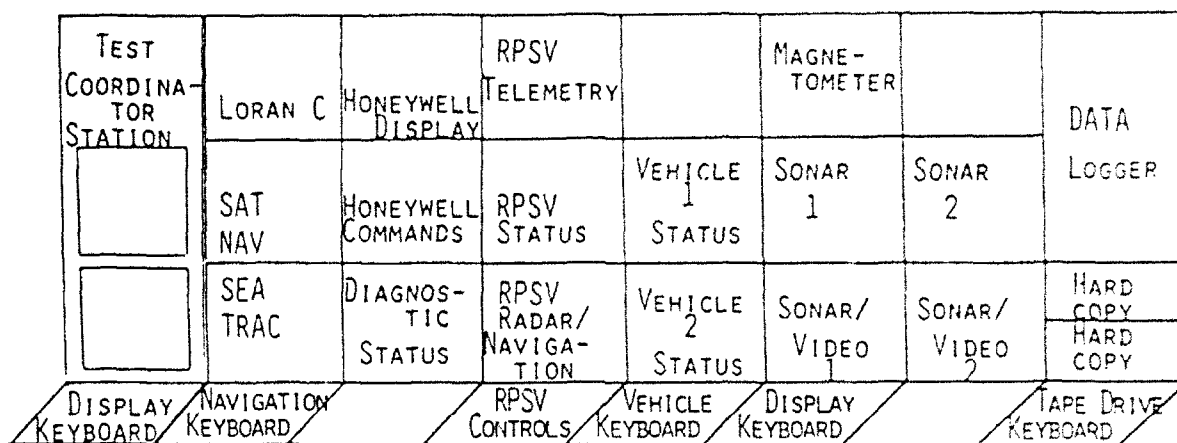 TEST
COORDINA-
TOR
STATION
LORAN C
HONEYWELL
DISPLAY
RPSV
TELEMETRY
MAGNE-
TOMETER
DATA
LOGGER
SAT
NAV
HONEYWELL
COMMANDS
RPSV
STATUS
VEHICLE
1
STATUS
SONAR
1
SONAR
2
SEA
TRAC
DIAGNOS-
TIC
STATUS
RPSV
RADAR/
NAVIGA-
TION
VEHICLE
2
STATUS
SONAR/
VIDEO
1
SONAR/
VIDEO
2
HARD
COPY
HARD
COPY
DISPLAY
KEYBOARD
NAVIGATION
KEYBOARD
RPSV
CONTROLS
VEHICLE
KEYBOARD
DISPLAY
KEYBOARD
TAPE DRIVE
KEYBOARD